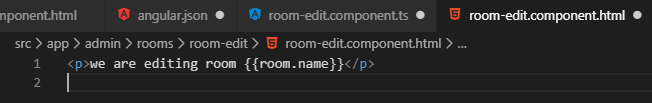 mponent.html angular.json room-edit.component.ts room-edit.component.html
src > app > admin > rooms > room-edit > room-edit.component.html > ...
1 <p>we are editing room {{room.name}}</p>
2